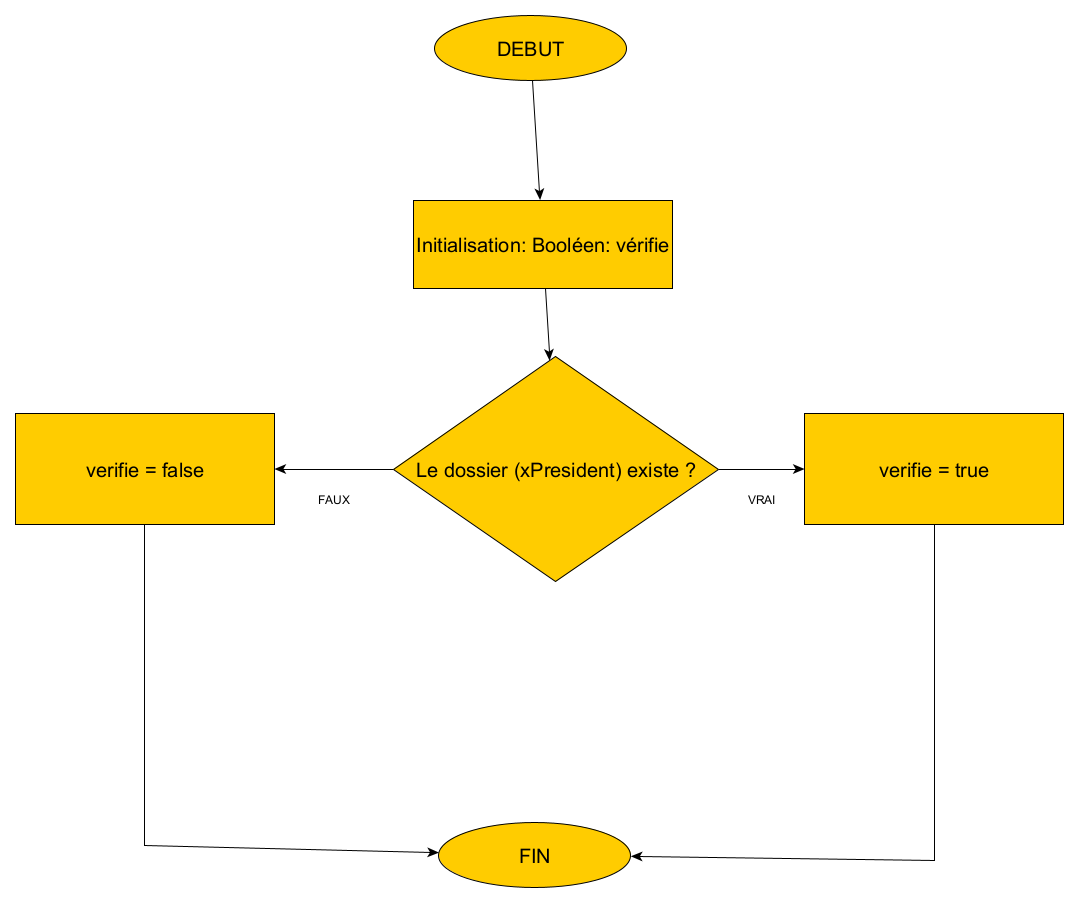 DEBUT
Initialisation: Booléen: vérifie
Le dossier (xPresident) existe ?
verifie = false
verifie = true
FAUX
VRAI
FIN